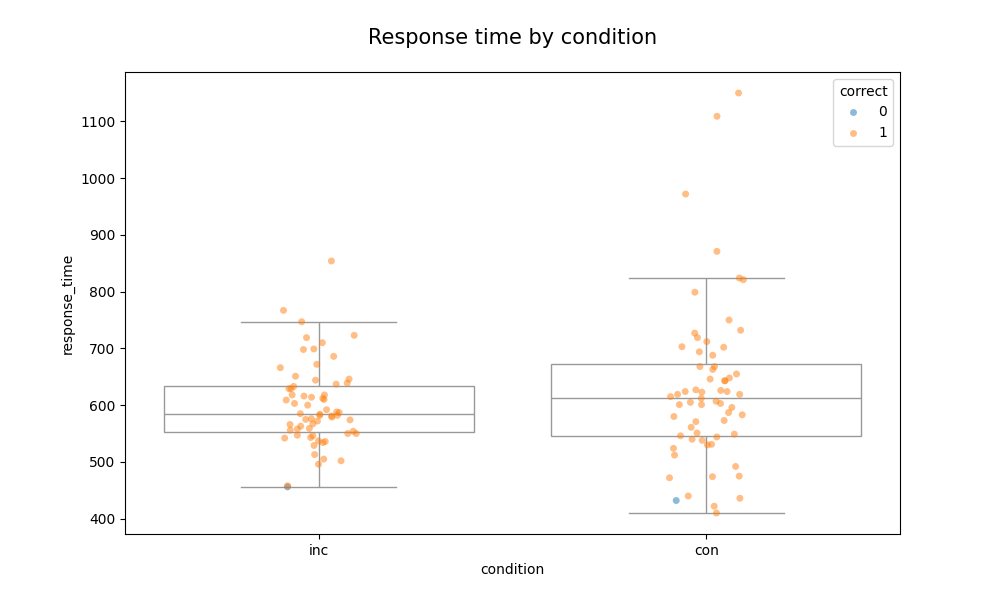 Response time by condition
correct
0
1
1100
1000
900
800
700
600
500
400
response_time
inc
con
condition